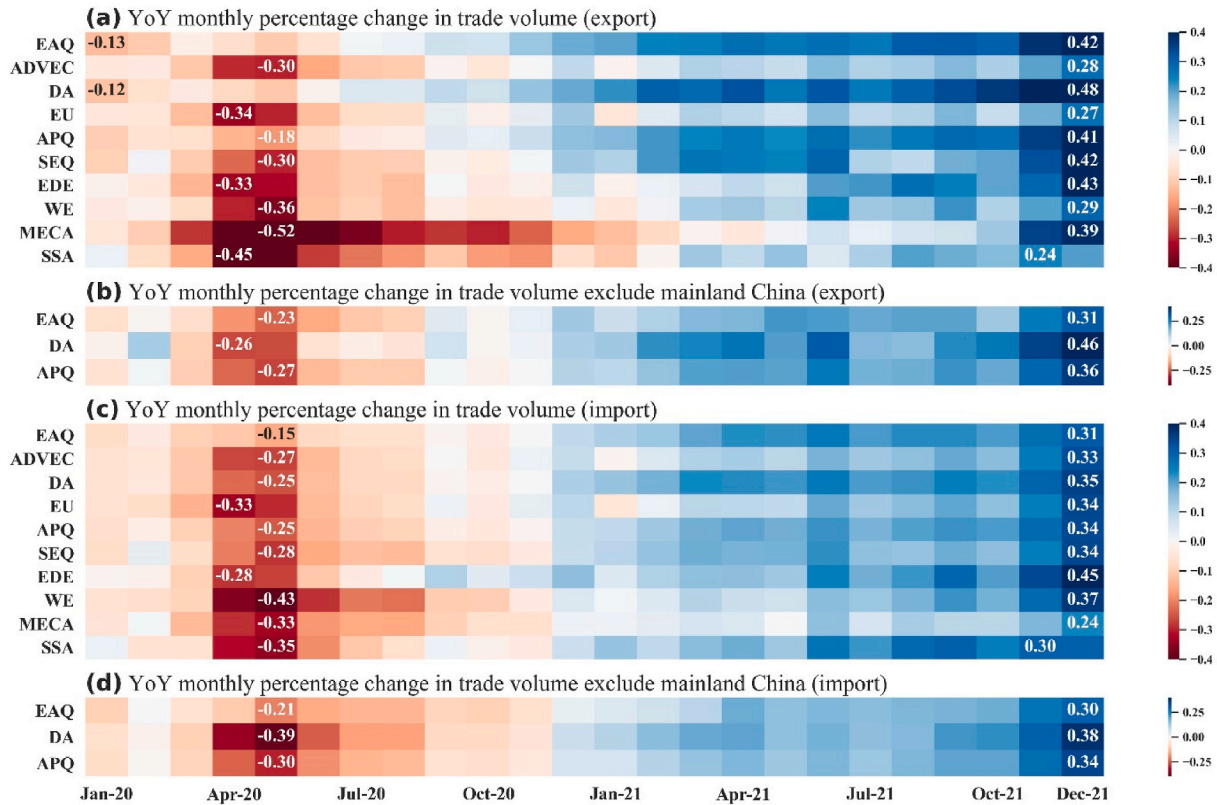 (a) YoY monthly percentage change in trade volume (export)
EAQ -0.13 0.42
ADVEC -0.30 0.28
DA -0.12 0.48
EU -0.34 0.27
APQ -0.18 0.41
SEQ -0.30 0.42
EDE -0.33 0.43
WE -0.36 0.29
MECA -0.52 0.39
SSA -0.45 0.24
0.4
0.3
0.2
0.1
0.0
−0.1
−0.2
−0.3
−0.4
(b) YoY monthly percentage change in trade volume exclude mainland China (export)
EAQ -0.23 0.31
DA -0.26 0.46
APQ -0.27 0.36
0.25
0.00
−0.25
(c) YoY monthly percentage change in trade volume (import)
EAQ -0.15 0.31
ADVEC -0.27 0.33
DA -0.25 0.35
EU -0.33 0.34
APQ -0.25 0.34
SEQ -0.28 0.34
EDE -0.28 0.45
WE -0.43 0.37
MECA -0.33 0.24
SSA -0.35 0.30
0.4
0.3
0.2
0.1
0.0
−0.1
−0.2
−0.3
−0.4
(d) YoY monthly percentage change in trade volume exclude mainland China (import)
EAQ -0.21 0.30
DA -0.39 0.38
APQ -0.30 0.34
0.25
0.00
−0.25
Jan-20 Apr-20 Jul-20 Oct-20 Jan-21 Apr-21 Jul-21 Oct-21 Dec-21